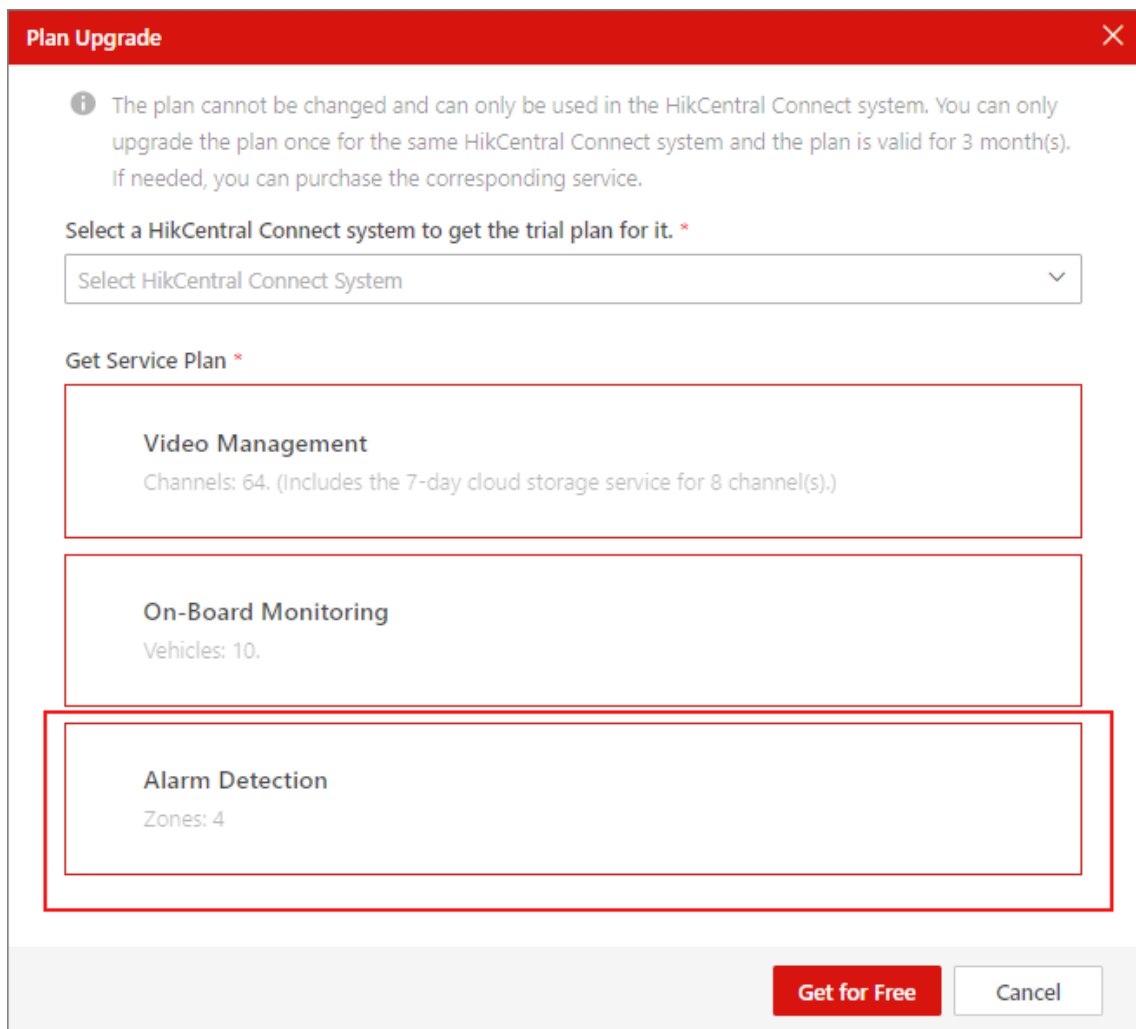 Plan Upgrade
The plan cannot be changed and can only be used in the HikCentral Connect system. You can only
upgrade the plan once for the same HikCentral Connect system and the plan is valid for 3 month(s).
If needed, you can purchase the corresponding service.
Select a HikCentral Connect system to get the trial plan for it. *
Select HikCentral Connect System
Get Service Plan *
Video Management
Channels: 64. (Includes the 7-day cloud storage service for 8 channel(s).)
On-Board Monitoring
Vehicles: 10.
Alarm Detection
Zones: 4
Get for Free
Cancel